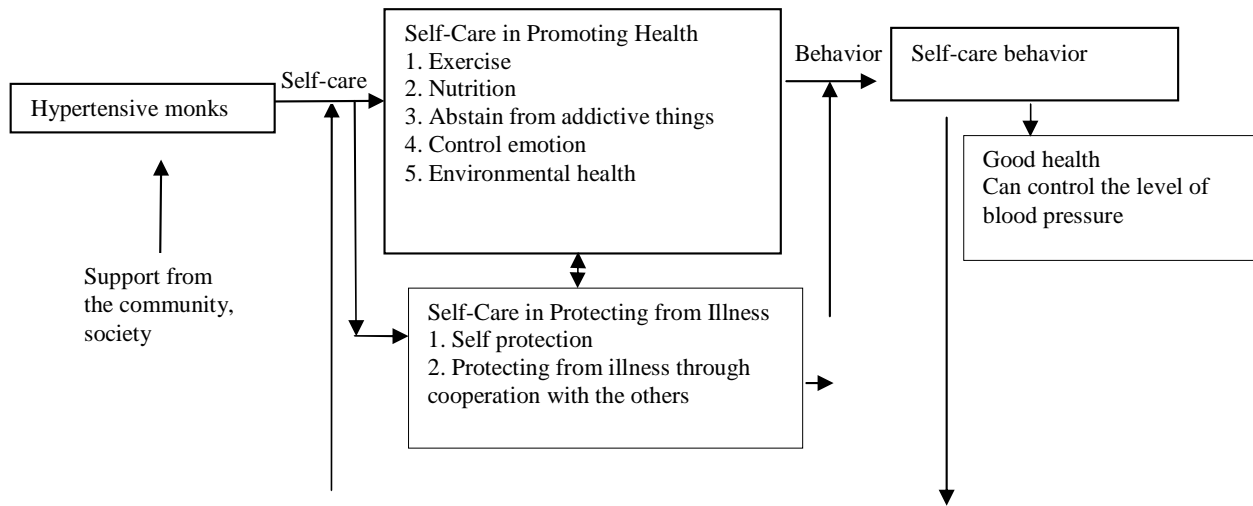 Hypertensive monks
Support from
the community,
society
Self-care
Self-Care in Promoting Health
1. Exercise
2. Nutrition
3. Abstain from addictive things
4. Control emotion
5. Environmental health
Self-Care in Protecting from Illness
1. Self protection
2. Protecting from illness through
cooperation with the others
Behavior
Self-care behavior
Good health
Can control the level of
blood pressure